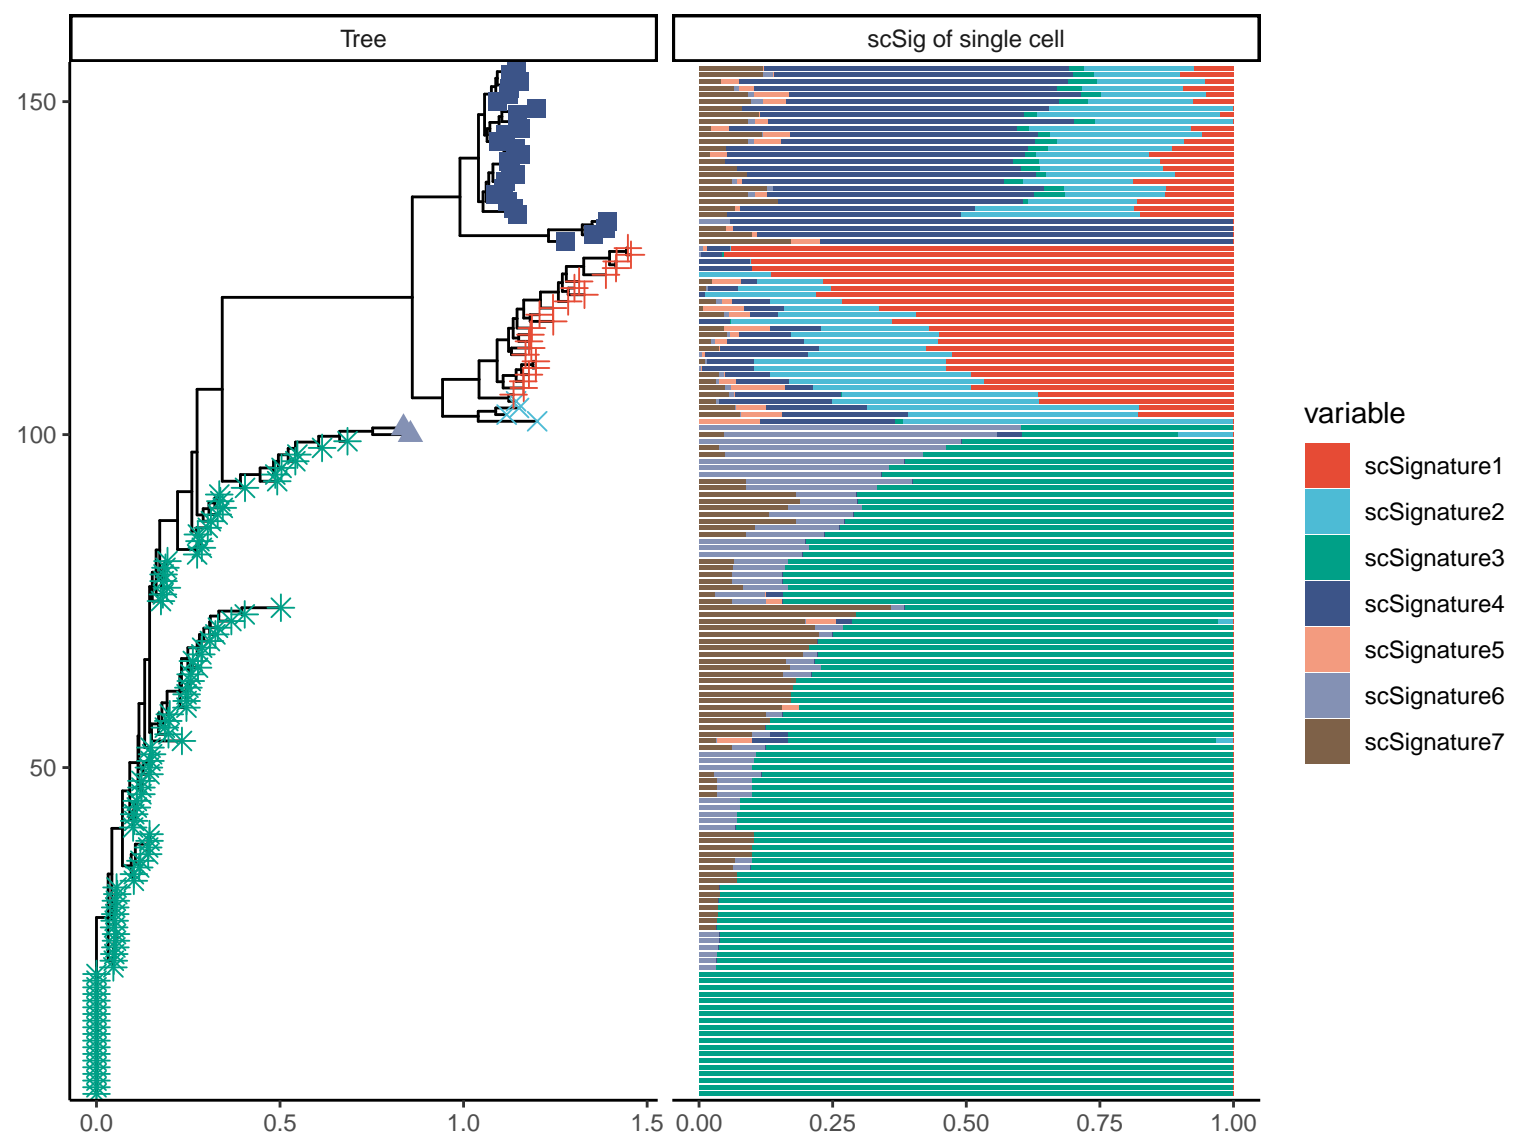 Tree
scSig of single cell
150
100
50
0.0
0.5
1.0
1.5
0.00
0.25
0.50
0.75
1.00
variable
scSignature1
scSignature2
scSignature3
scSignature4
scSignature5
scSignature6
scSignature7